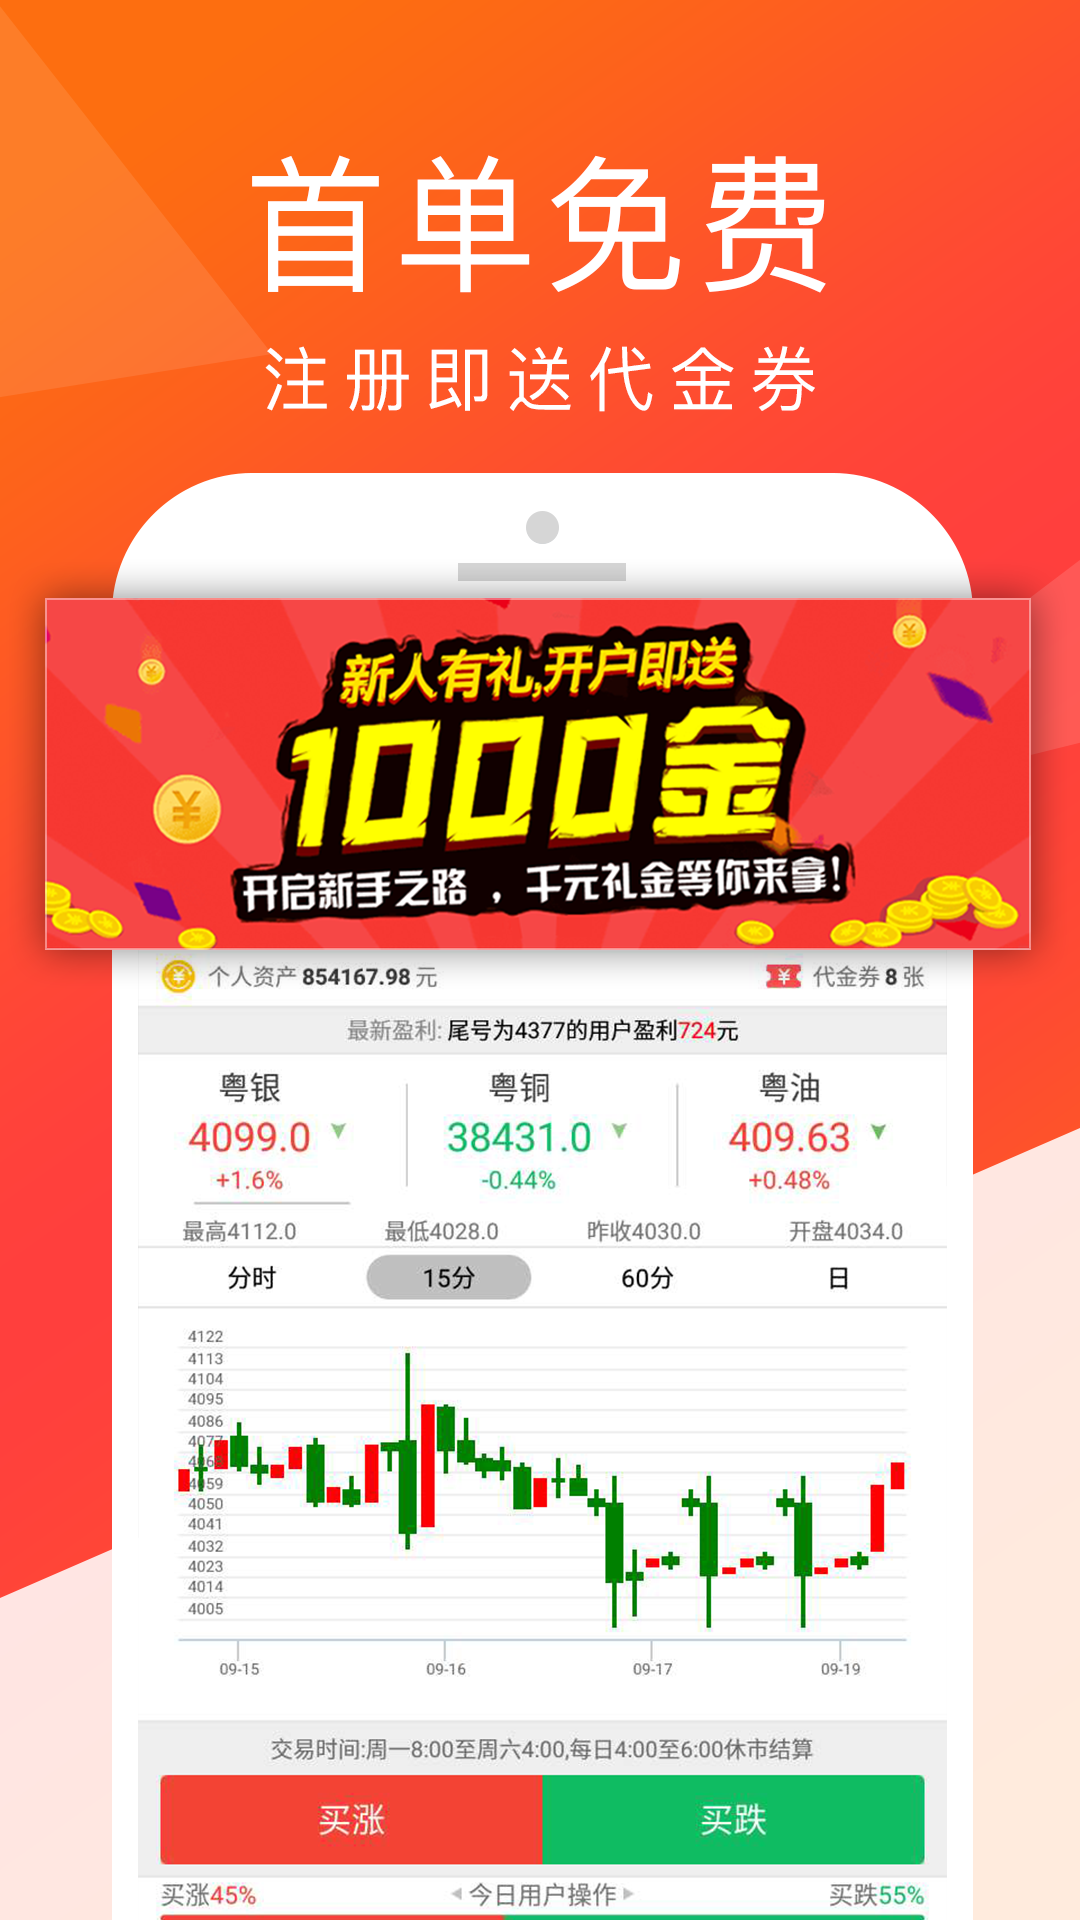 首单免费
注册即送代金券
新人有礼,开户即送
1000金
开启新手之路，千元礼金等你来拿!
个人资产 854167.98 元 代金券 8 张
最新盈利: 尾号为4377的用户盈利724元
粤银 粤铜 粤油
4099.0 38431.0 409.63
+1.6% -0.44% +0.48%
最高4112.0 最低4028.0 昨收4030.0 开盘4034.0
分时 15分 60分 日
4122
4113
4104
4095
4086
4077
4068
4059
4050
4041
4032
4023
4014
4005
09-15 09-16 09-17 09-19
交易时间:周一8:00至周六4:00,每日4:00至6:00休市结算
买涨 买跌
买涨45% 今日用户操作 买跌55%